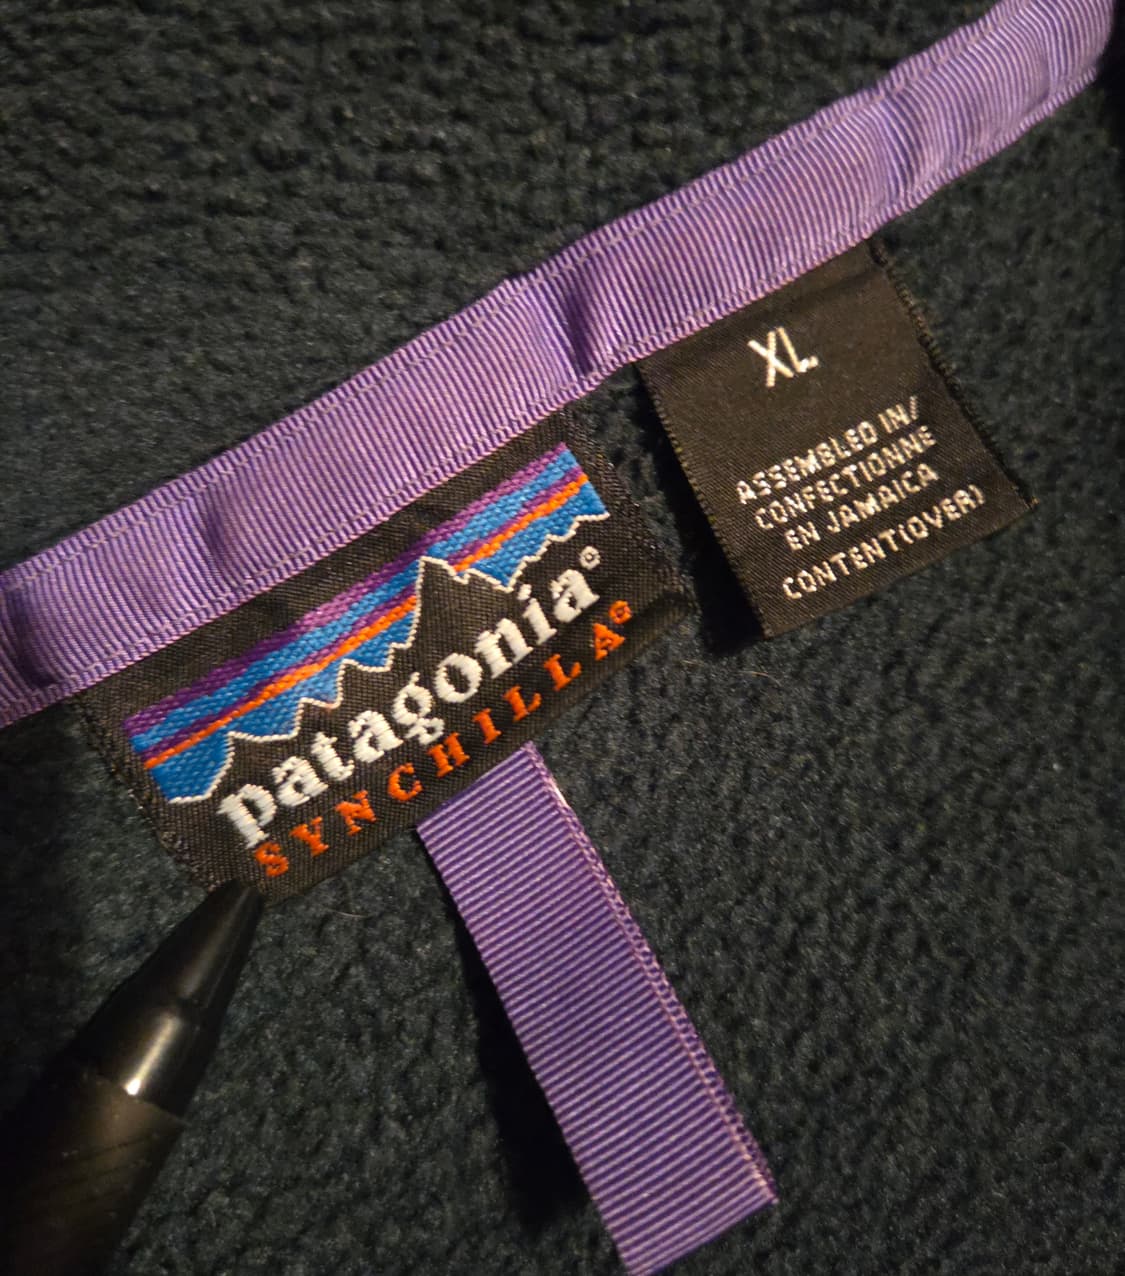 patagonia®
SYNCHILLA®
XL
ASSEMBLED IN/
CONFECTIONNE
EN JAMAICA
CONTENT(OVER)